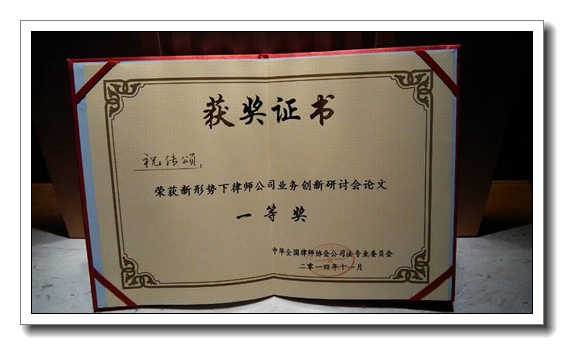 获奖证书
祝传颂：
荣获新形势下律师公司业务创新研讨会论文
一等奖
中华全国律师协会公司法专业委员会
二零一四年十一月